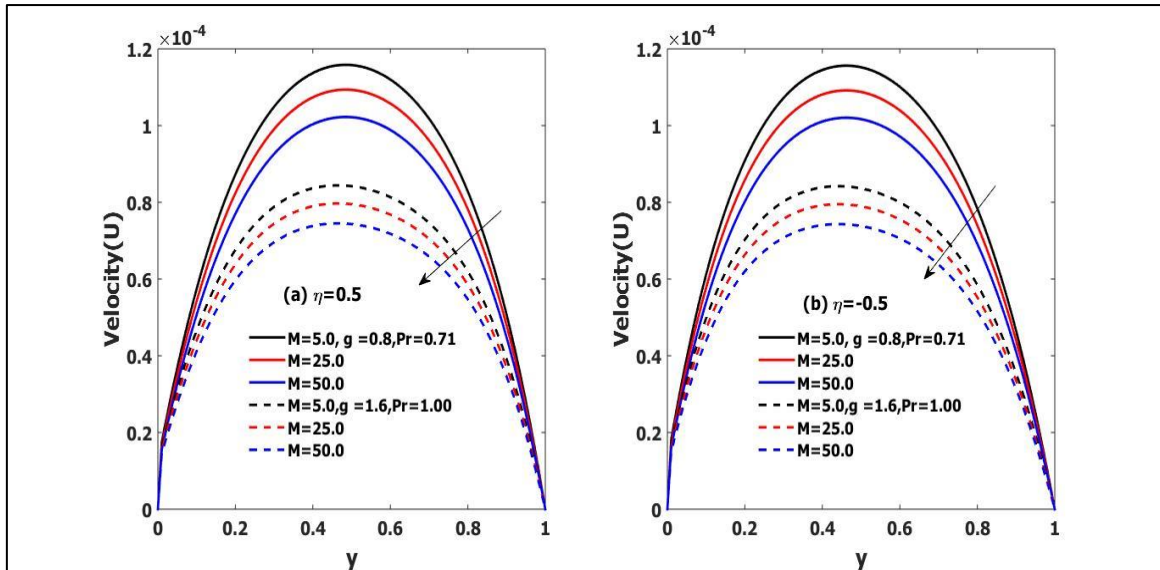 ×10⁻⁴
1.2
1
0.8
0.6
0.4
0.2
0
Velocity(U)
(a) η=0.5
M=5.0, g =0.8,Pr=0.71
M=25.0
M=50.0
M=5.0,g =1.6,Pr=1.00
M=25.0
M=50.0
0 0.2 0.4 0.6 0.8 1
y
×10⁻⁴
1.2
1
0.8
0.6
0.4
0.2
0
Velocity(U)
(b) η=-0.5
M=5.0, g =0.8,Pr=0.71
M=25.0
M=50.0
M=5.0,g =1.6,Pr=1.00
M=25.0
M=50.0
0 0.2 0.4 0.6 0.8 1
y